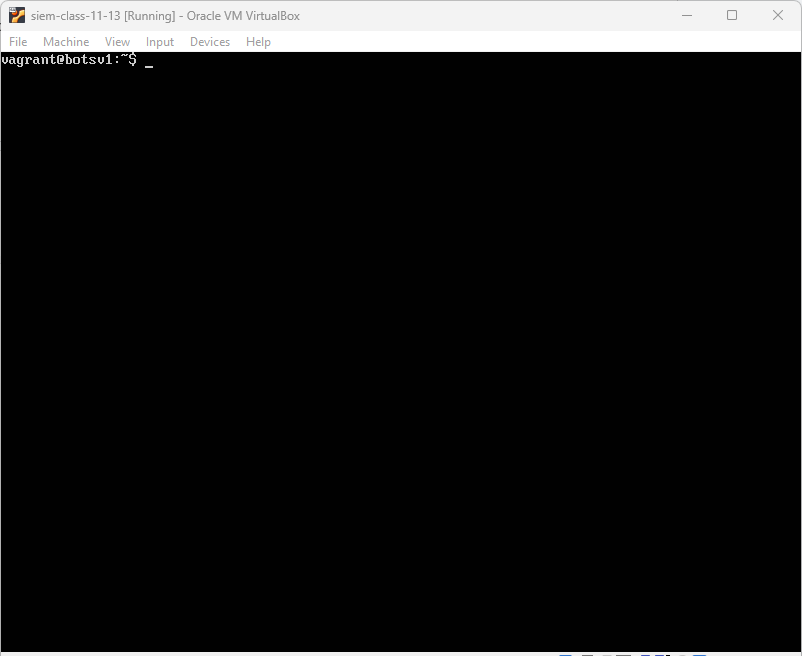 siem-class-11-13 [Running] - Oracle VM VirtualBox
File Machine View Input Devices Help
vagrant@botsv1:~$ _